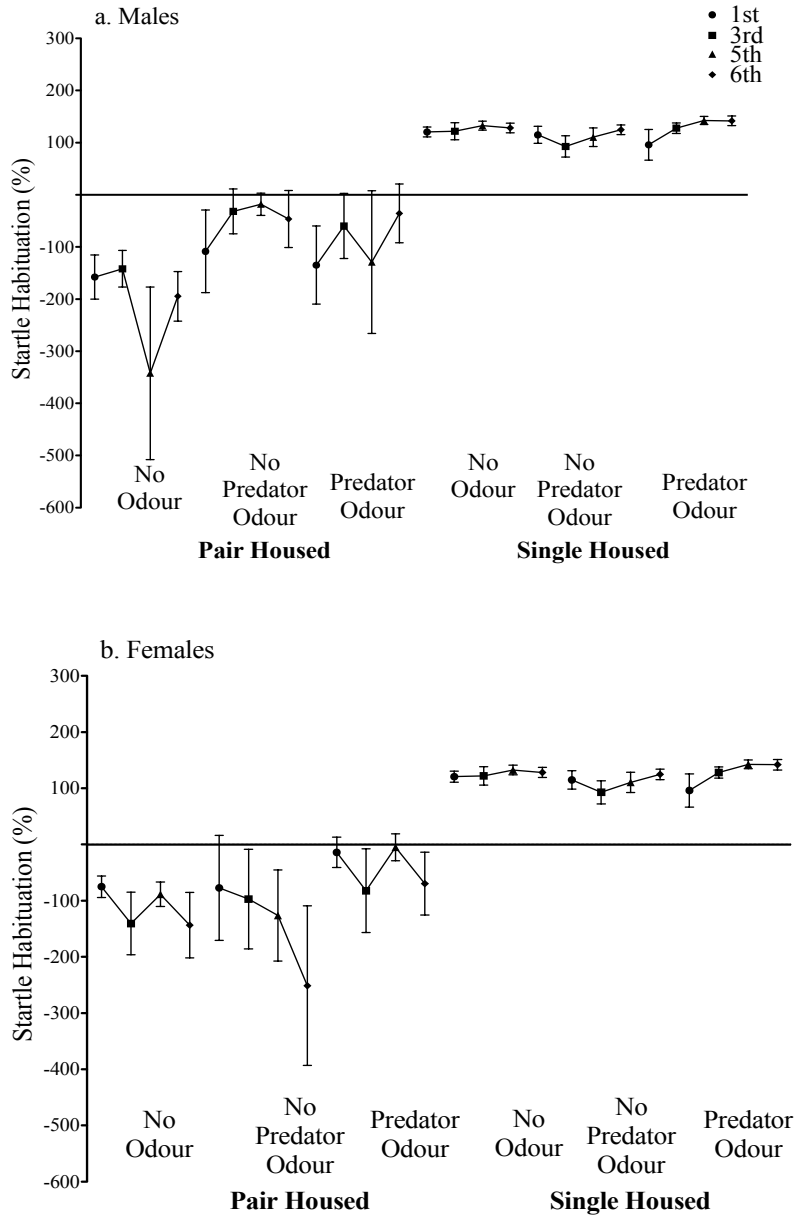 a. Males
1st
3rd
5th
6th
300
200
100
-100
-200
-300
-400
-500
-600
Startle Habituation (%)
No
Odour
No
Predator
Odour
Predator
Odour
No
Odour
No
Predator
Odour
Predator
Odour
Pair Housed
Single Housed
b. Females
300
200
100
-100
-200
-300
-400
-500
-600
Startle Habituation (%)
No
Odour
No
Predator
Odour
Predator
Odour
No
Odour
No
Predator
Odour
Predator
Odour
Pair Housed
Single Housed